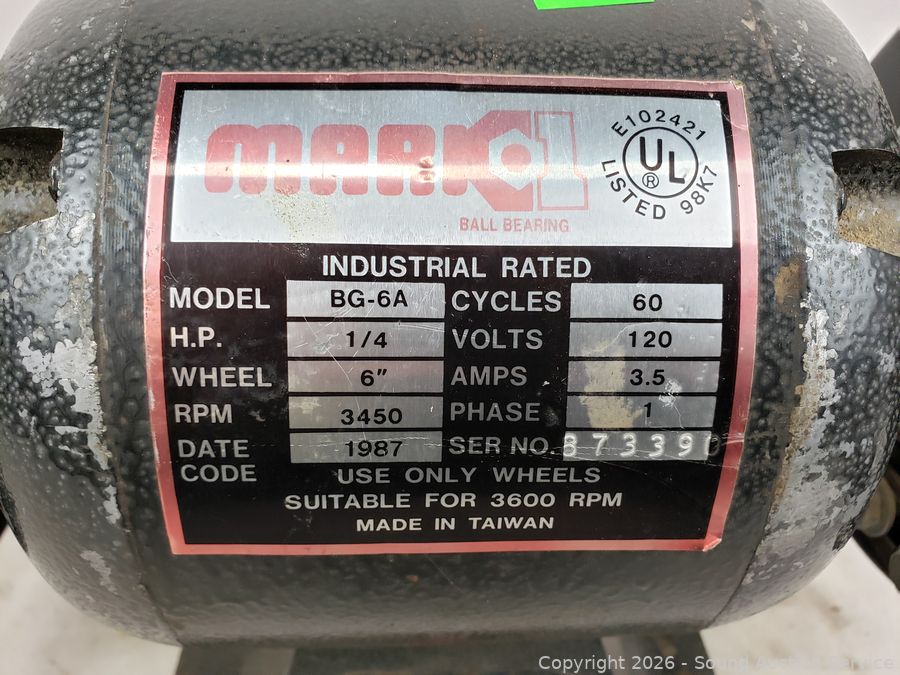 MARK 1
E102421
UL
®
LISTED 98K7
BALL BEARING
INDUSTRIAL RATED
MODEL BG-6A CYCLES 60
H.P. 1/4 VOLTS 120
WHEEL 6″ AMPS 3.5
RPM 3450 PHASE 1
DATE CODE 1987 SER NO. 873390
USE ONLY WHEELS
SUITABLE FOR 3600 RPM
MADE IN TAIWAN
Copyright 2026 - Sound Auction Service